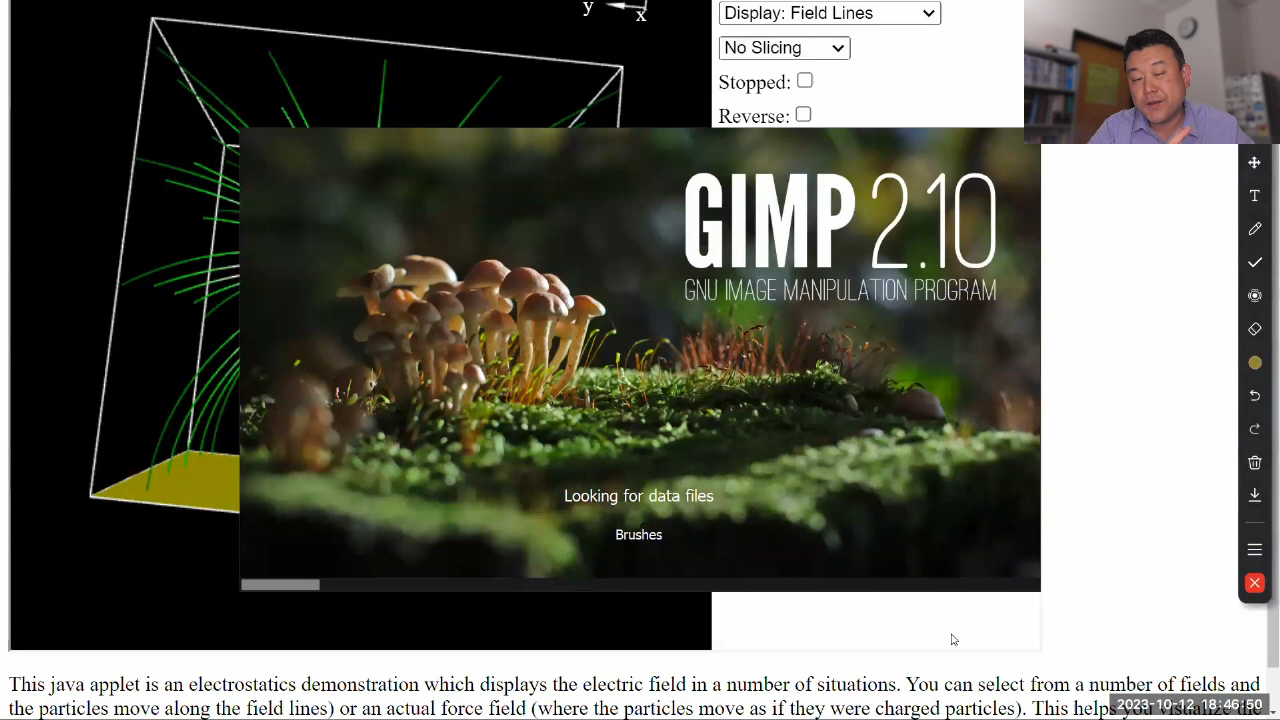 y
x
Display: Field Lines
No Slicing
Stopped:
Reverse:
GIMP 2.10
GNU IMAGE MANIPULATION PROGRAM
Looking for data files
Brushes
T
This java applet is an electrostatics demonstration which displays the electric field in a number of situations. You can select from a number of fields and
the particles move along the field lines) or an actual force field (where the particles move as if they were charged particles). This helps you visualize the
2023-10-12 18:46:50